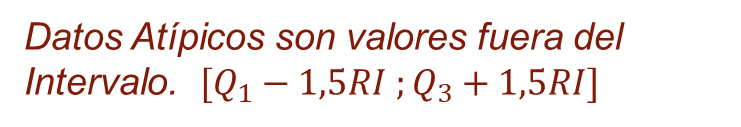 Datos Atípicos son valores fuera del
Intervalo. [Q₁ − 1,5RI ; Q₃ + 1,5RI]